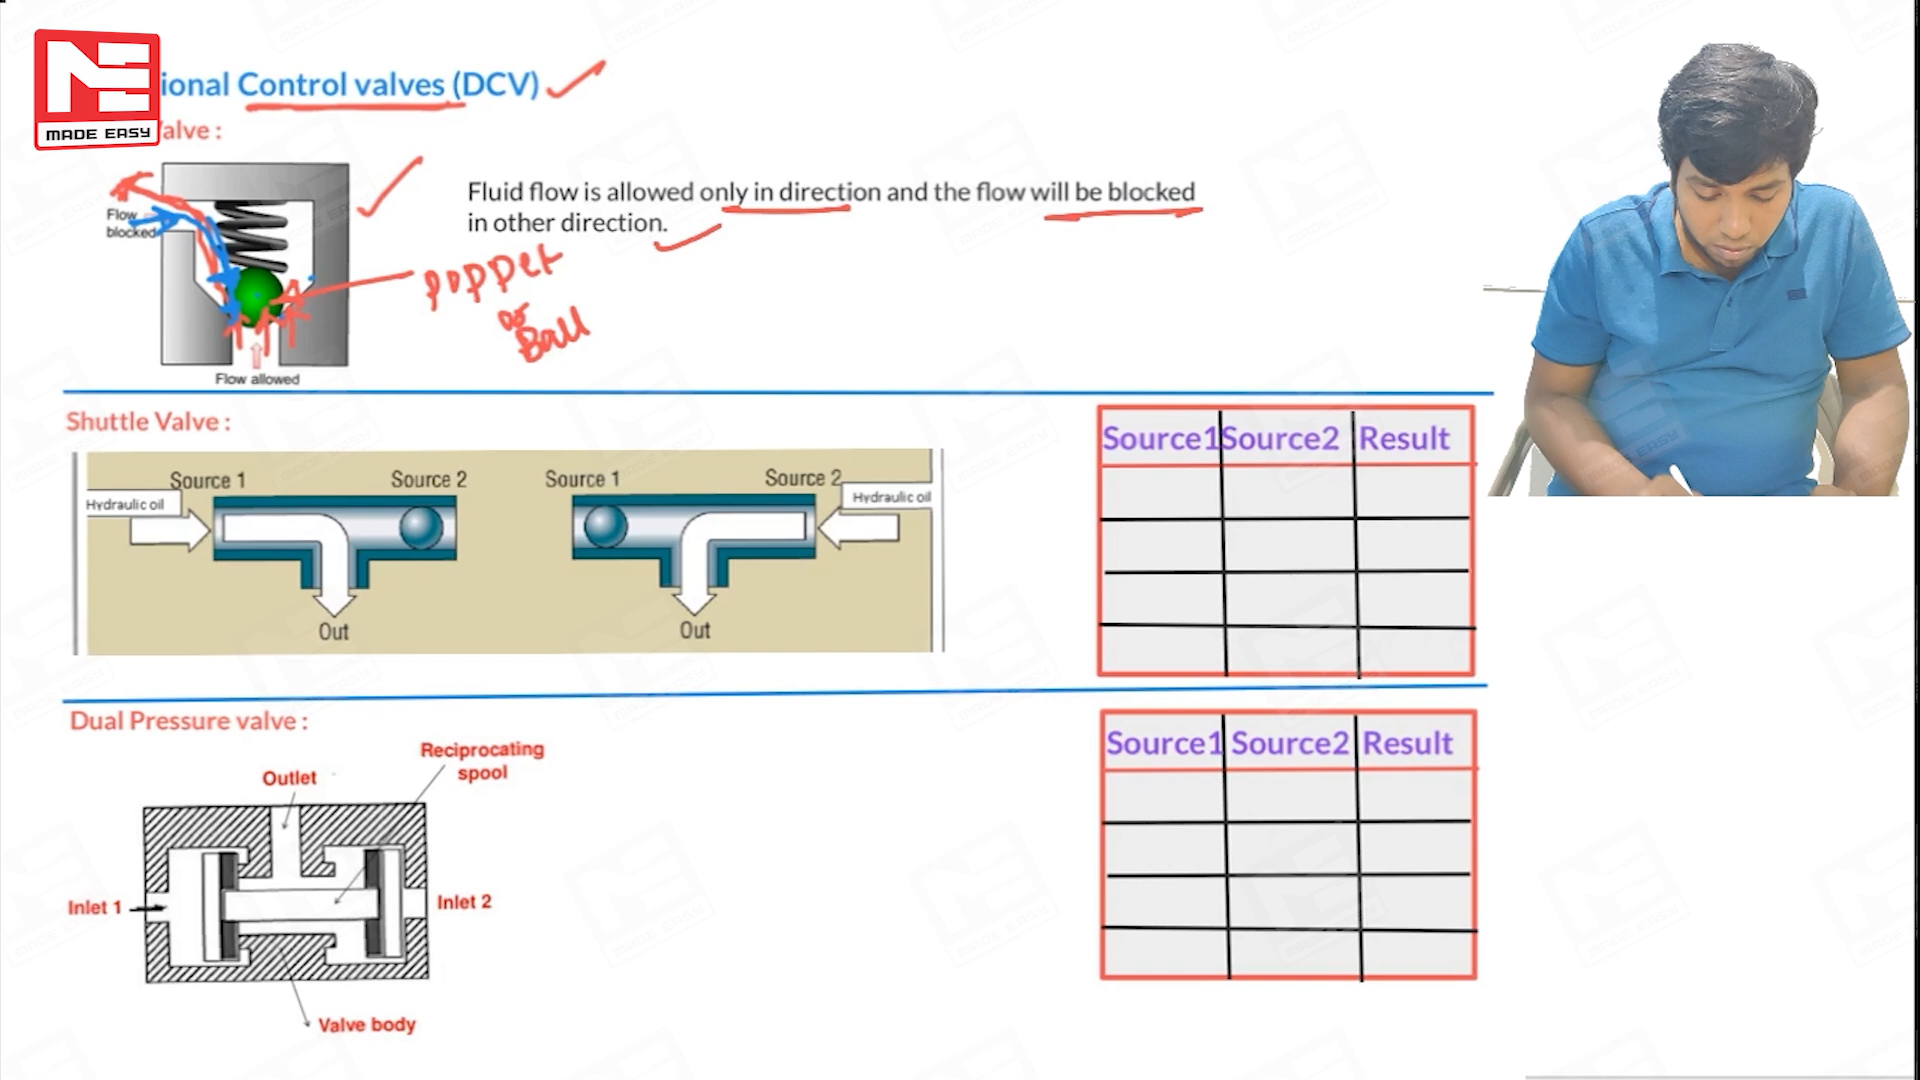 MADE EASY
ional Control valves (DCV)
alve :
Flow
blocked
Flow allowed
Fluid flow is allowed only in direction and the flow will be blocked
in other direction.
poppet
or
Ball
Shuttle Valve :
Source 1
Source 2
Hydraulic oil
Out
Source 1
Source 2
Hydraulic oil
Out
Source1 Source2 Result
Dual Pressure valve :
Reciprocating
spool
Outlet
Inlet 1
Inlet 2
Valve body
Source1 Source2 Result